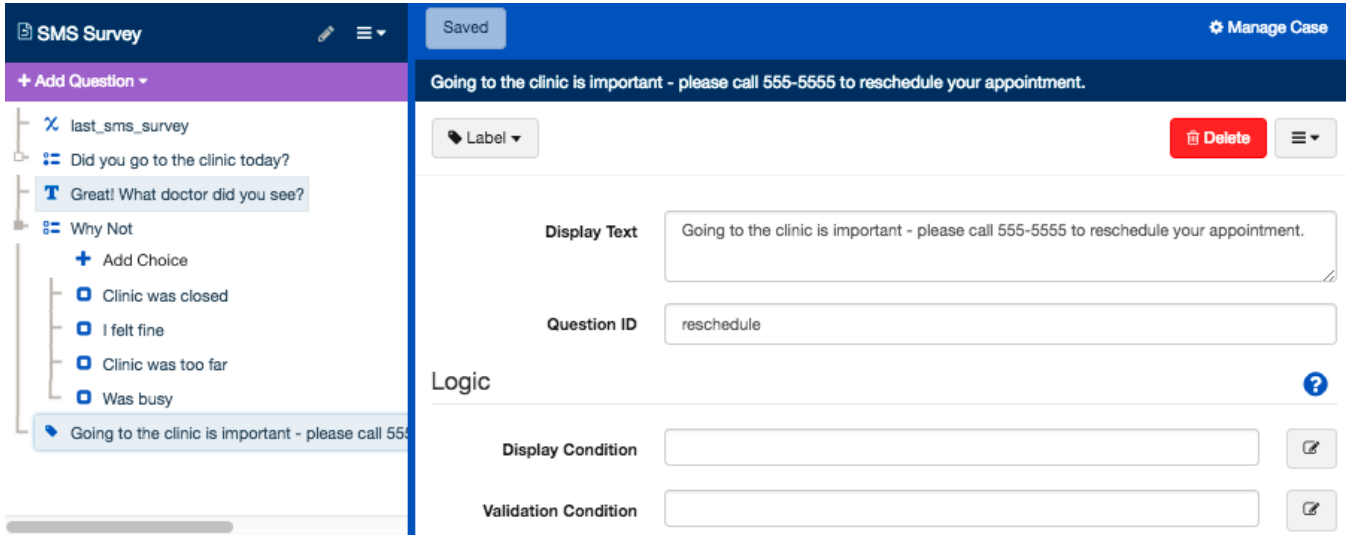 SMS Survey
+ Add Question
last_sms_survey
Did you go to the clinic today?
Great! What doctor did you see?
Why Not
Add Choice
Clinic was closed
I felt fine
Clinic was too far
Was busy
Going to the clinic is important - please call 555
Saved
Manage Case
Going to the clinic is important - please call 555-5555 to reschedule your appointment.
Label
Delete
Display Text
Going to the clinic is important - please call 555-5555 to reschedule your appointment.
Question ID
reschedule
Logic
?
Display Condition
Validation Condition